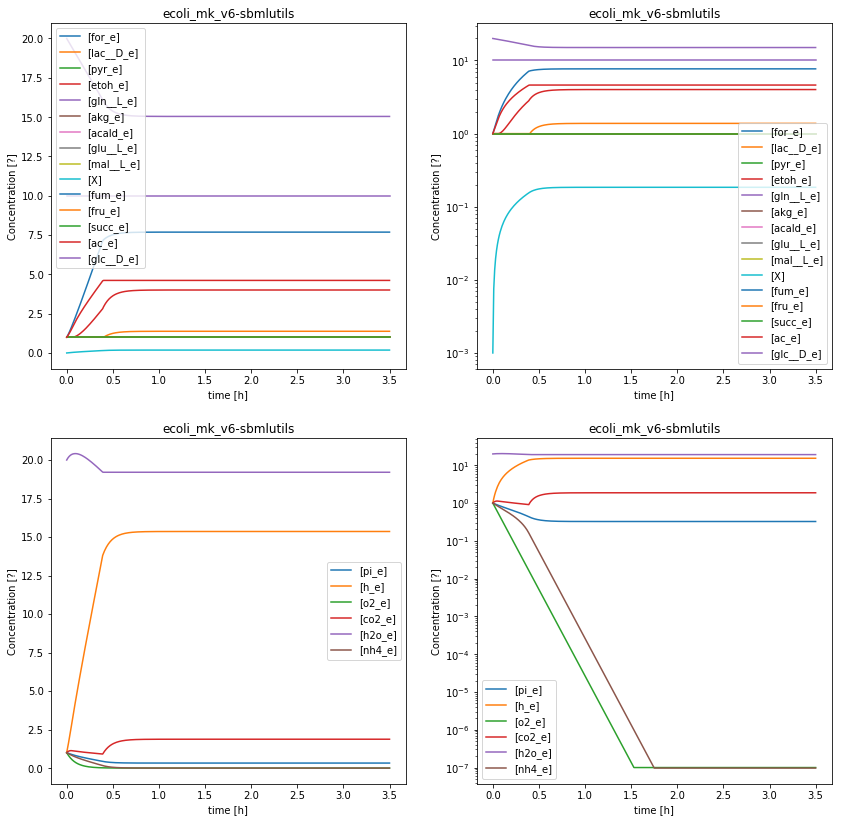 ecoli_mk_v6-sbmlutils
Concentration [?]
20.0
17.5
15.0
12.5
10.0
7.5
5.0
2.5
0.0
[for_e]
[lac__D_e]
[pyr_e]
[etoh_e]
[gln__L_e]
[akg_e]
[acald_e]
[glu__L_e]
[mal__L_e]
[X]
[fum_e]
[fru_e]
[succ_e]
[ac_e]
[glc__D_e]
0.0 0.5 1.0 1.5 2.0 2.5 3.0 3.5
time [h]
ecoli_mk_v6-sbmlutils
Concentration [?]
10^1
10^0
10^−1
10^−2
10^−3
[for_e]
[lac__D_e]
[pyr_e]
[etoh_e]
[gln__L_e]
[akg_e]
[acald_e]
[glu__L_e]
[mal__L_e]
[X]
[fum_e]
[fru_e]
[succ_e]
[ac_e]
[glc__D_e]
0.0 0.5 1.0 1.5 2.0 2.5 3.0 3.5
time [h]
ecoli_mk_v6-sbmlutils
Concentration [?]
20.0
17.5
15.0
12.5
10.0
7.5
5.0
2.5
0.0
[pi_e]
[h_e]
[o2_e]
[co2_e]
[h2o_e]
[nh4_e]
0.0 0.5 1.0 1.5 2.0 2.5 3.0 3.5
time [h]
ecoli_mk_v6-sbmlutils
Concentration [?]
10^1
10^0
10^−1
10^−2
10^−3
10^−4
10^−5
10^−6
10^−7
[pi_e]
[h_e]
[o2_e]
[co2_e]
[h2o_e]
[nh4_e]
0.0 0.5 1.0 1.5 2.0 2.5 3.0 3.5
time [h]